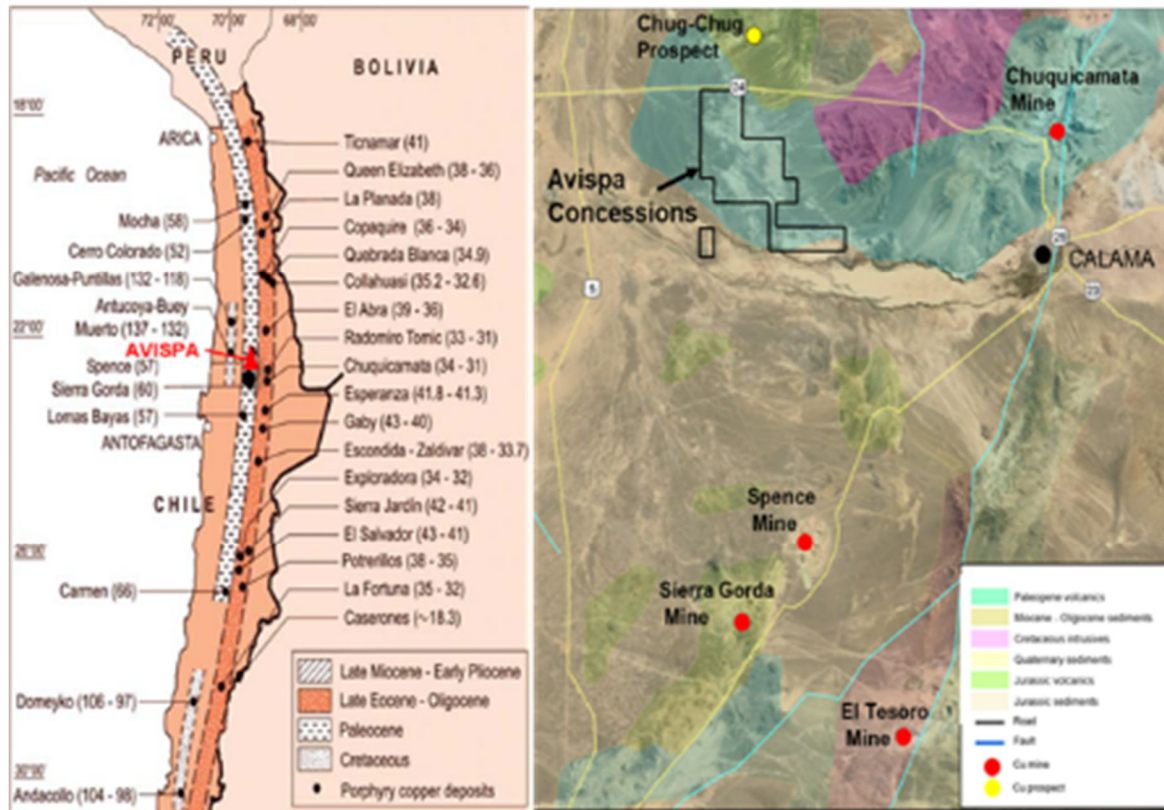 72°00'
70°00'
68°00'
PERU
BOLIVIA
18°00'
ARICA
Pacific Ocean
Mocha (58)
Cerro Colorado (52)
Galenosa-Puntillas (132 - 118)
Antucoya-Buey
Muerto (137 - 132)
22°00'
AVISPA
Spence (57)
Sierra Gorda (60)
Lomas Bayas (57)
ANTOFAGASTA
CHILE
26°00'
Carmen (66)
Domeyko (106 - 97)
30°00'
Andacollo (104 - 98)
Ticnamar (41)
Queen Elizabeth (38 - 36)
La Planada (38)
Copaquire (36 - 34)
Quebrada Blanca (34.9)
Collahuasi (35.2 - 32.6)
El Abra (39 - 36)
Radomiro Tomic (33 - 31)
Chuquicamata (34 - 31)
Esperanza (41.8 - 41.3)
Gaby (43 - 40)
Escondida - Zaldivar (38 - 33.7)
Exploradora (34 - 32)
Sierra Jardín (42 - 41)
El Salvador (43 - 41)
Potrerillos (38 - 35)
La Fortuna (35 - 32)
Caserones (~18.3)
Late Miocene - Early Pliocene
Late Eocene - Oligocene
Paleocene
Cretaceous
Porphyry copper deposits
Chug-Chug
Prospect
24
Chuquicamata
Mine
Avispa
Concessions
25
CALAMA
5
23
Spence
Mine
Sierra Gorda
Mine
El Tesoro
Mine
Paleopene volcanics
Miocene - Oligocene sediments
Cretaceous intrusives
Quaternary sediments
Jurassic volcanics
Jurassic sediments
Road
Fault
Cu mine
Cu prospect